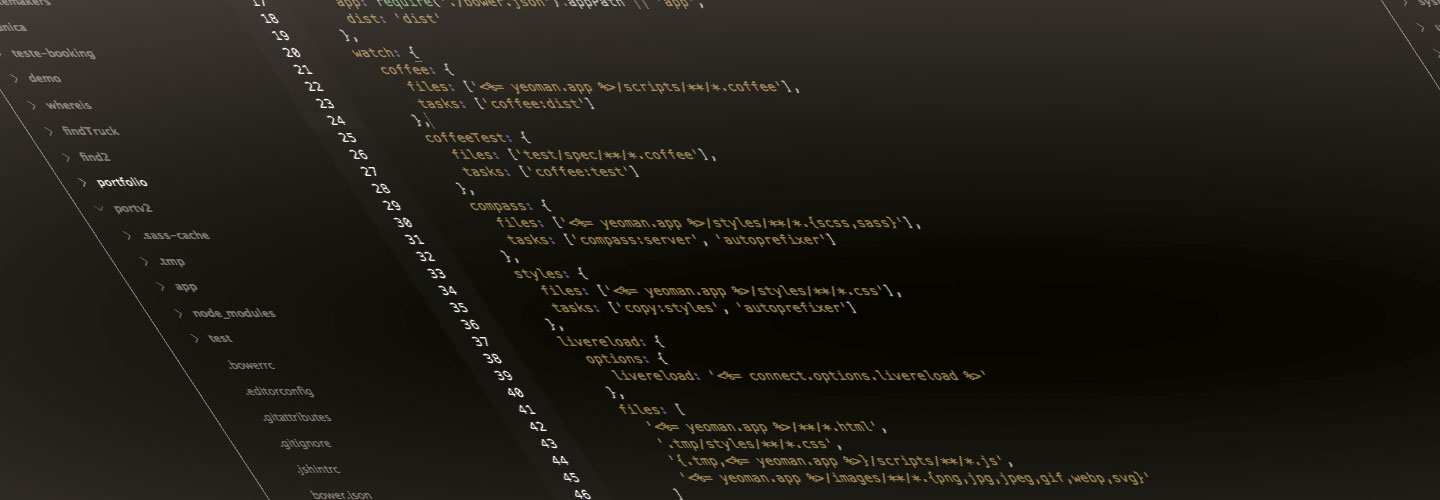 teste-booking
demo
whereis
findTruck
find2
portfolio
portv2
.sass-cache
.tmp
app
node_modules
test
.bowerrc
.editorconfig
.gitattributes
.gitignore
.jshintrc
bower.json
17 app: require('./bower.json').appPath || 'app',
18 dist: 'dist'
19 },
20 watch: {
21 coffee: {
22 files: ['<%= yeoman.app %>/scripts/**/*.coffee'],
23 tasks: ['coffee:dist']
24 },
25 coffeeTest: {
26 files: ['test/spec/**/*.coffee'],
27 tasks: ['coffee:test']
28 },
29 compass: {
30 files: ['<%= yeoman.app %>/styles/**/*.{scss,sass}'],
31 tasks: ['compass:server', 'autoprefixer']
32 },
33 styles: {
34 files: ['<%= yeoman.app %>/styles/**/*.css'],
35 tasks: ['copy:styles', 'autoprefixer']
36 },
37 livereload: {
38 options: {
39 livereload: '<%= connect.options.livereload %>'
40 },
41 files: [
42 '<%= yeoman.app %>/**/*.html',
43 '.tmp/styles/**/*.css',
44 '{.tmp,<%= yeoman.app %>}/scripts/**/*.js',
45 '<%= yeoman.app %>/images/**/*.{png,jpg,jpeg,gif,webp,svg}'
46 ]